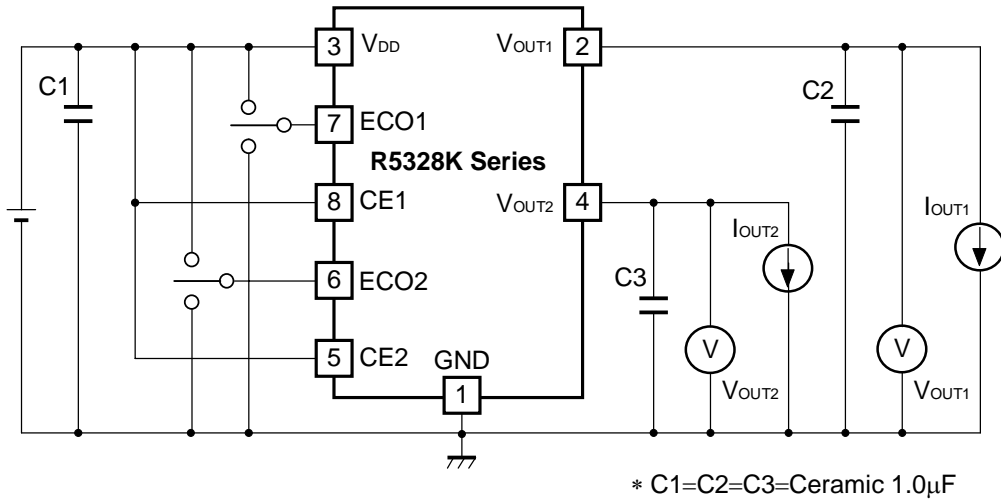 3 VDD
VOUT1 2
C1
C2
7 ECO1
R5328K Series
8 CE1
VOUT2 4
IOUT2
IOUT1
6 ECO2
C3
5 CE2
GND
1
V
VOUT2
V
VOUT1
* C1=C2=C3=Ceramic 1.0μF